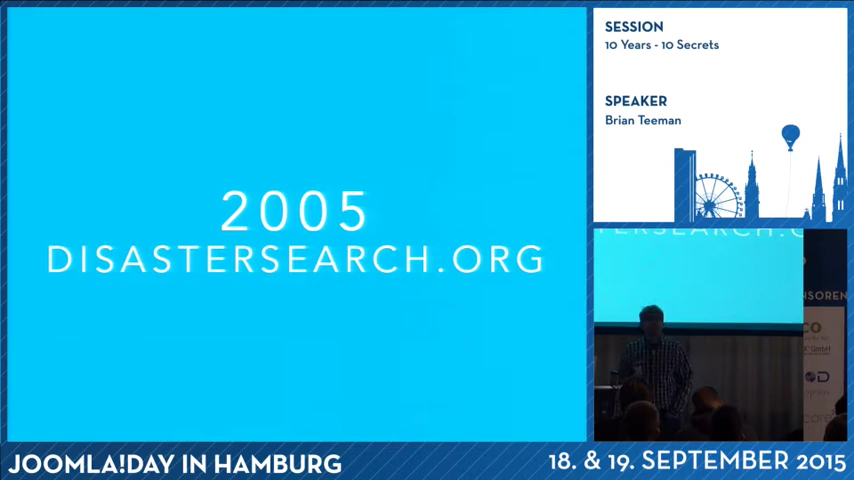 2005
DISASTERSEARCH.ORG
SESSION
10 Years - 10 Secrets
SPEAKER
Brian Teeman
JOOMLA!DAY IN HAMBURG
18. & 19. SEPTEMBER 2015